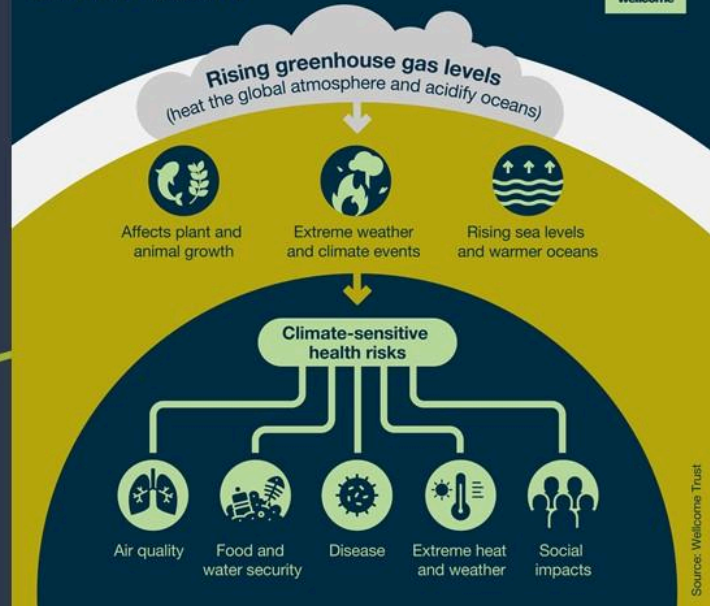 wellcome
Rising greenhouse gas levels
(heat the global atmosphere and acidify oceans)
Affects plant and
animal growth
Extreme weather
and climate events
Rising sea levels
and warmer oceans
Climate-sensitive
health risks
Air quality
Food and
water security
Disease
Extreme heat
and weather
Social
impacts
Source: Wellcome Trust